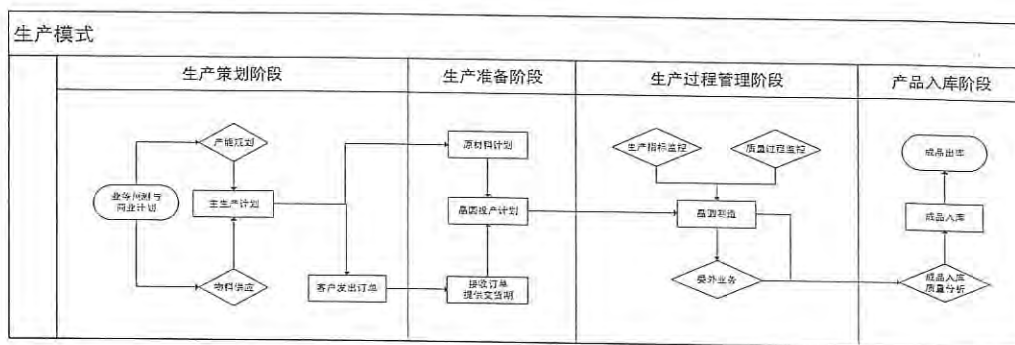 生产模式
生产策划阶段
生产准备阶段
生产过程管理阶段
产品入库阶段
产能规划
业务预测与
商业计划
主生产计划
物料供应
客户发出订单
原材料计划
晶圆投产计划
接收订单
提供交货期
生产指标监控
质量过程监控
晶圆制造
委外业务
成品出库
成品入库
成品入库
质量分析